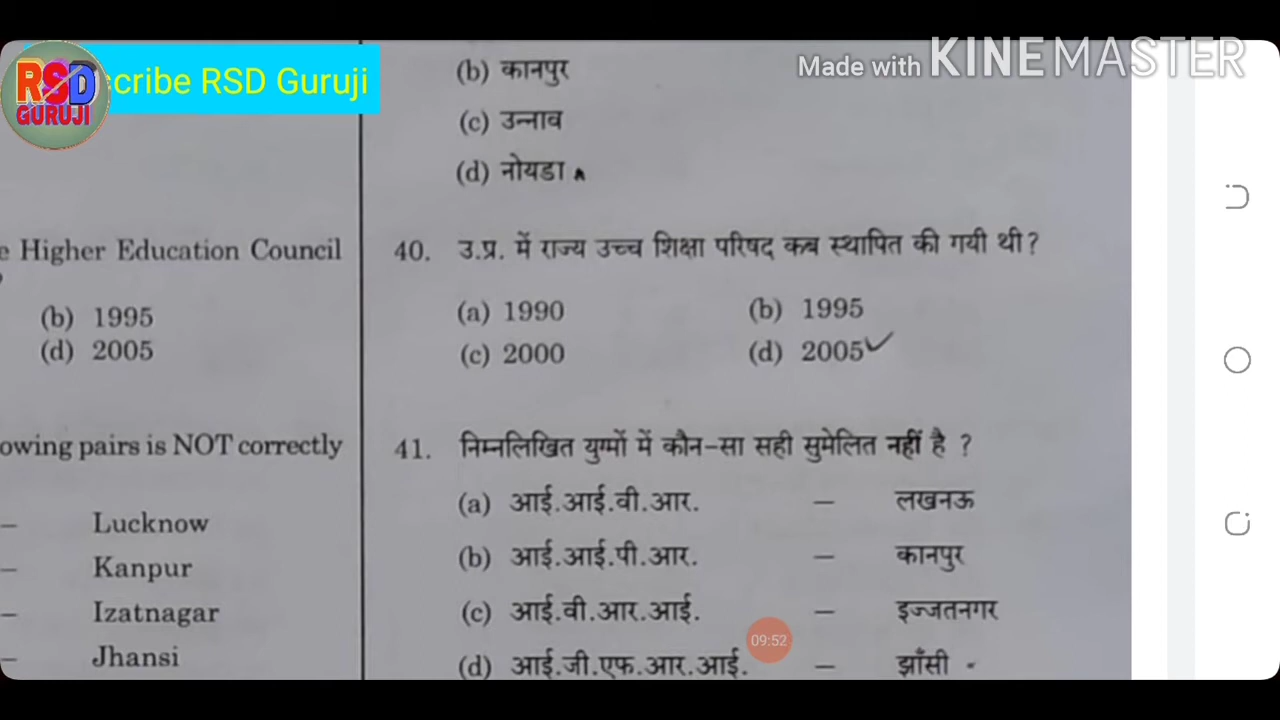 RSD
GURUJI
cribe RSD Guruji
Made with KINEMASTER
(b) कानपुर
(c) उन्नाव
(d) नोयडा
e Higher Education Council
(b) 1995
(d) 2005
owing pairs is NOT correctly
– Lucknow
– Kanpur
– Izatnagar
– Jhansi
40. उ.प्र. में राज्य उच्च शिक्षा परिषद कब स्थापित की गयी थी?
(a) 1990 (b) 1995
(c) 2000 (d) 2005
41. निम्नलिखित युग्मों में कौन-सा सही सुमेलित नहीं है ?
(a) आई.आई.वी.आर. – लखनऊ
(b) आई.आई.पी.आर. – कानपुर
(c) आई.वी.आर.आई. – इज्जतनगर
(d) आई.जी.एफ.आर.आई. – झाँसी
09:52